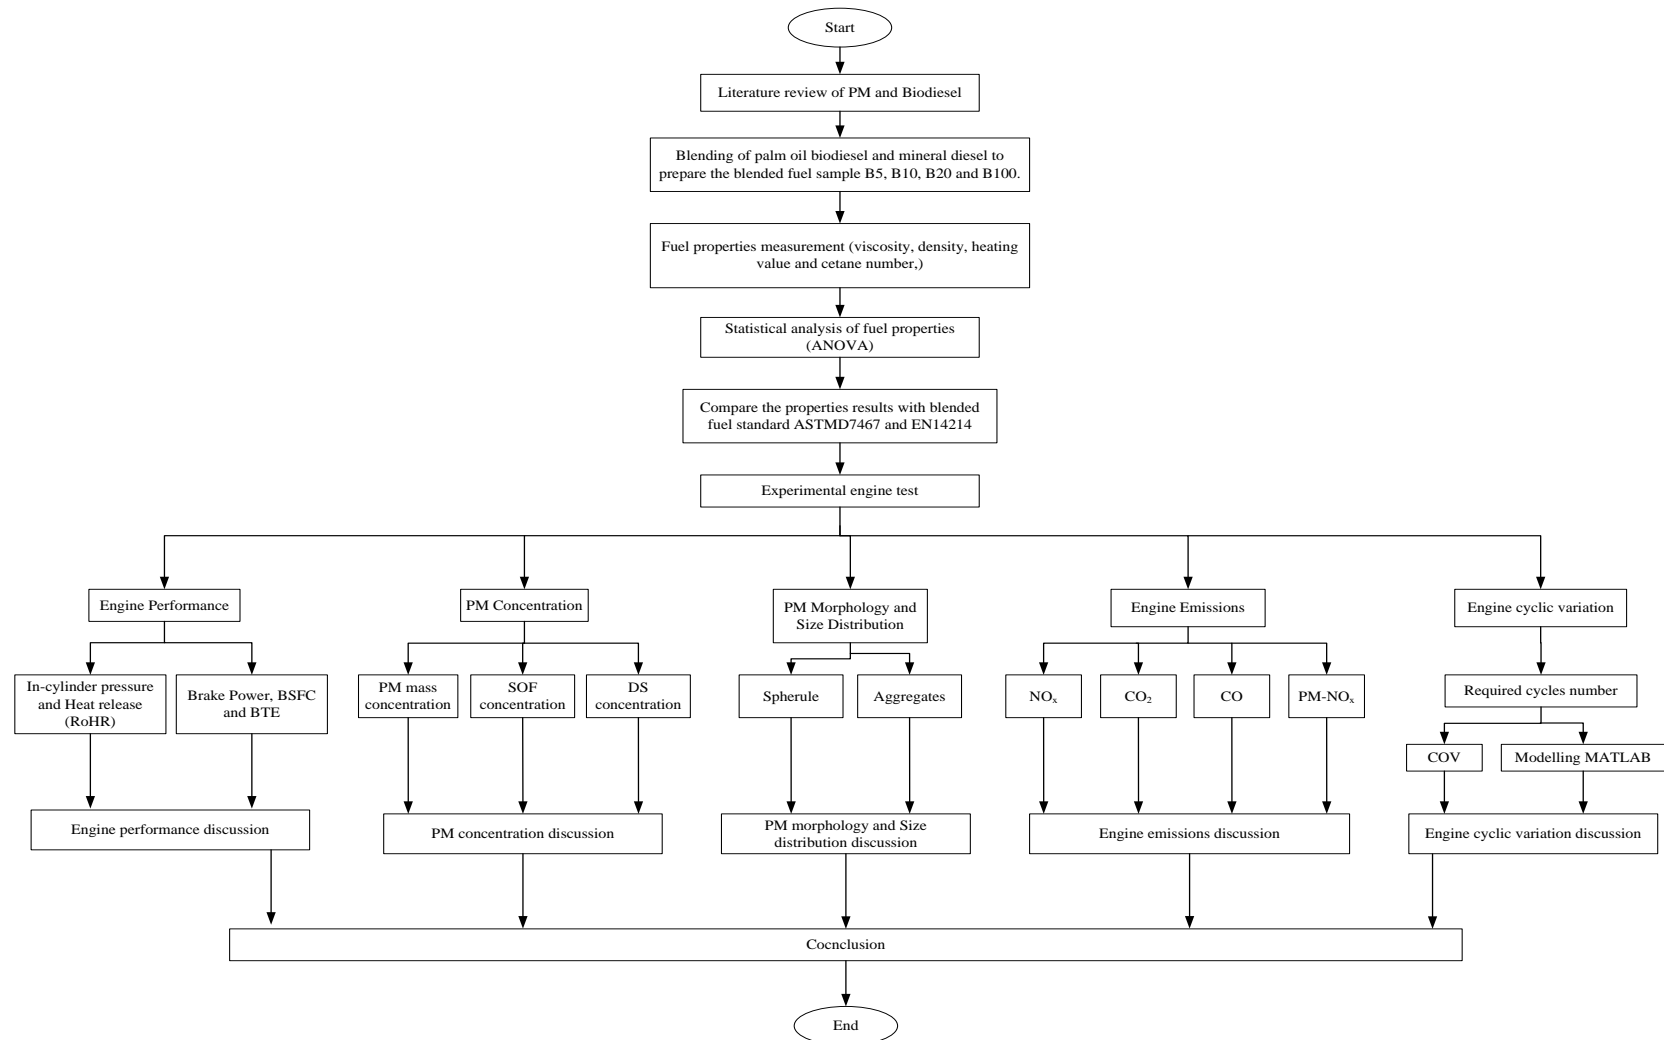 Start
Literature review of PM and Biodiesel
Blending of palm oil biodiesel and mineral diesel to
prepare the blended fuel sample B5, B10, B20 and B100.
Fuel properties measurement (viscosity, density, heating
value and cetane number,)
Statistical analysis of fuel properties
(ANOVA)
Compare the properties results with blended
fuel standard ASTMD7467 and EN14214
Experimental engine test
Engine Performance
PM Concentration
PM Morphology and
Size Distribution
Engine Emissions
Engine cyclic variation
In-cylinder pressure
and Heat release
(RoHR)
Brake Power, BSFC
and BTE
PM mass
concentration
SOF
concentration
DS
concentration
Spherule
Aggregates
NOₓ
CO₂
CO
PM-NOₓ
Required cycles number
COV
Modelling MATLAB
Engine performance discussion
PM concentration discussion
PM morphology and Size
distribution discussion
Engine emissions discussion
Engine cyclic variation discussion
Cocnclusion
End